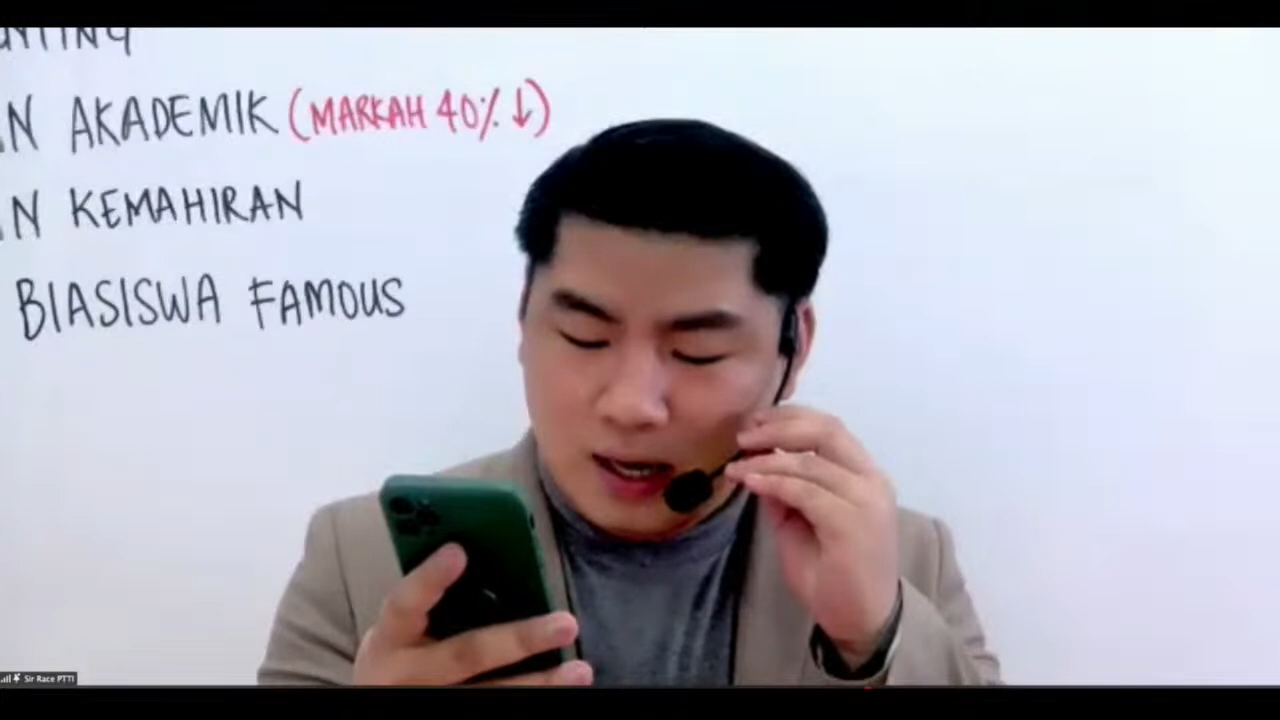 N AKADEMIK (MARKAH 40% ↓)
N KEMAHIRAN
BIASISWA FAMOUS
Sir Race PTTI